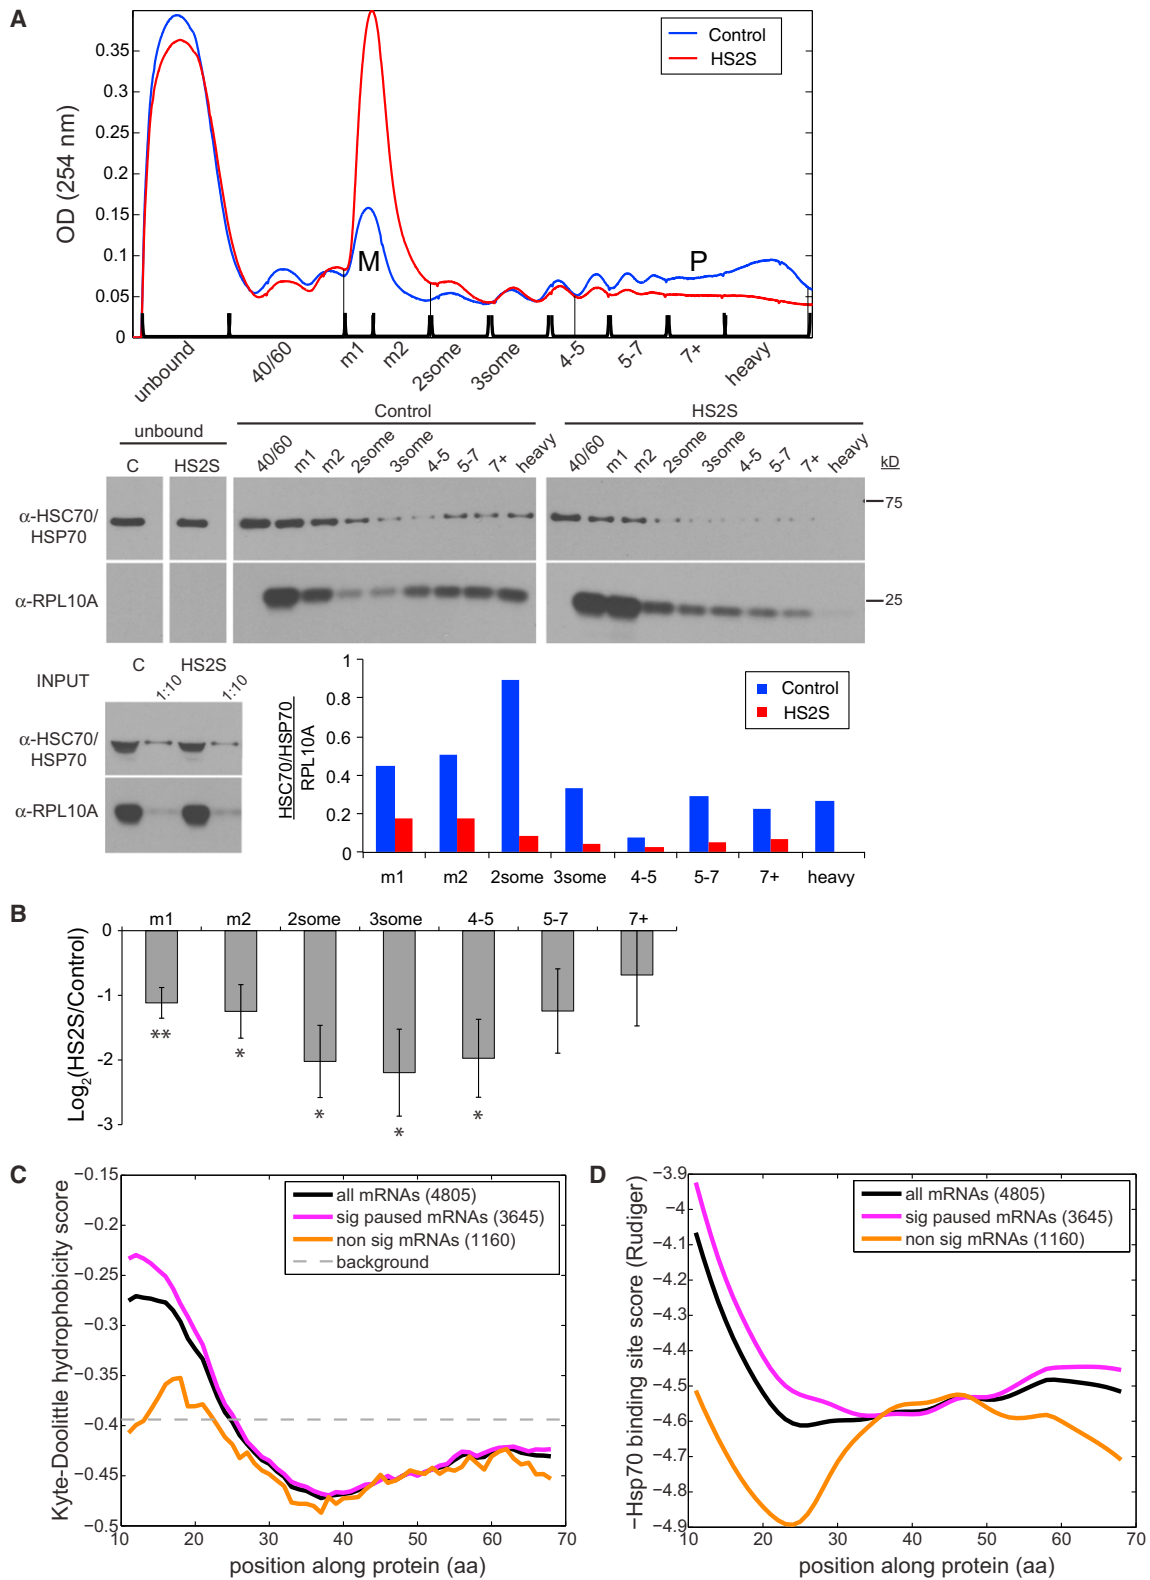 A
OD (254 nm)
0.35
0.3
0.25
0.2
0.15
0.1
0.05
0
Control
HS2S
M
P
unbound
40/60
m1
m2
2some
3some
4-5
5-7
7+
heavy
unbound
C
HS2S
Control
40/60
m1
m2
2some
3some
4-5
5-7
7+
heavy
HS2S
40/60
m1
m2
2some
3some
4-5
5-7
7+
heavy
kD
α-HSC70/
HSP70
75
α-RPL10A
25
INPUT
C
1:10
HS2S
1:10
α-HSC70/
HSP70
α-RPL10A
HSC70/HSP70
RPL10A
1
0.8
0.6
0.4
0.2
0
Control
HS2S
m1
m2
2some
3some
4-5
5-7
7+
heavy
B
m1
m2
2some
3some
4-5
5-7
7+
Log2(HS2S/Control)
0
-1
-2
-3
**
*
*
*
*
C
Kyte-Doolittle hydrophobicity score
−0.15
−0.2
−0.25
−0.3
−0.35
−0.4
−0.45
−0.5
all mRNAs (4805)
sig paused mRNAs (3645)
non sig mRNAs (1160)
background
10
20
30
40
50
60
70
position along protein (aa)
D
−Hsp70 binding site score (Rudiger)
−3.9
−4
−4.1
−4.2
−4.3
−4.4
−4.5
−4.6
−4.7
−4.8
−4.9
all mRNAs (4805)
sig paused mRNAs (3645)
non sig mRNAs (1160)
10
20
30
40
50
60
70
position along protein (aa)